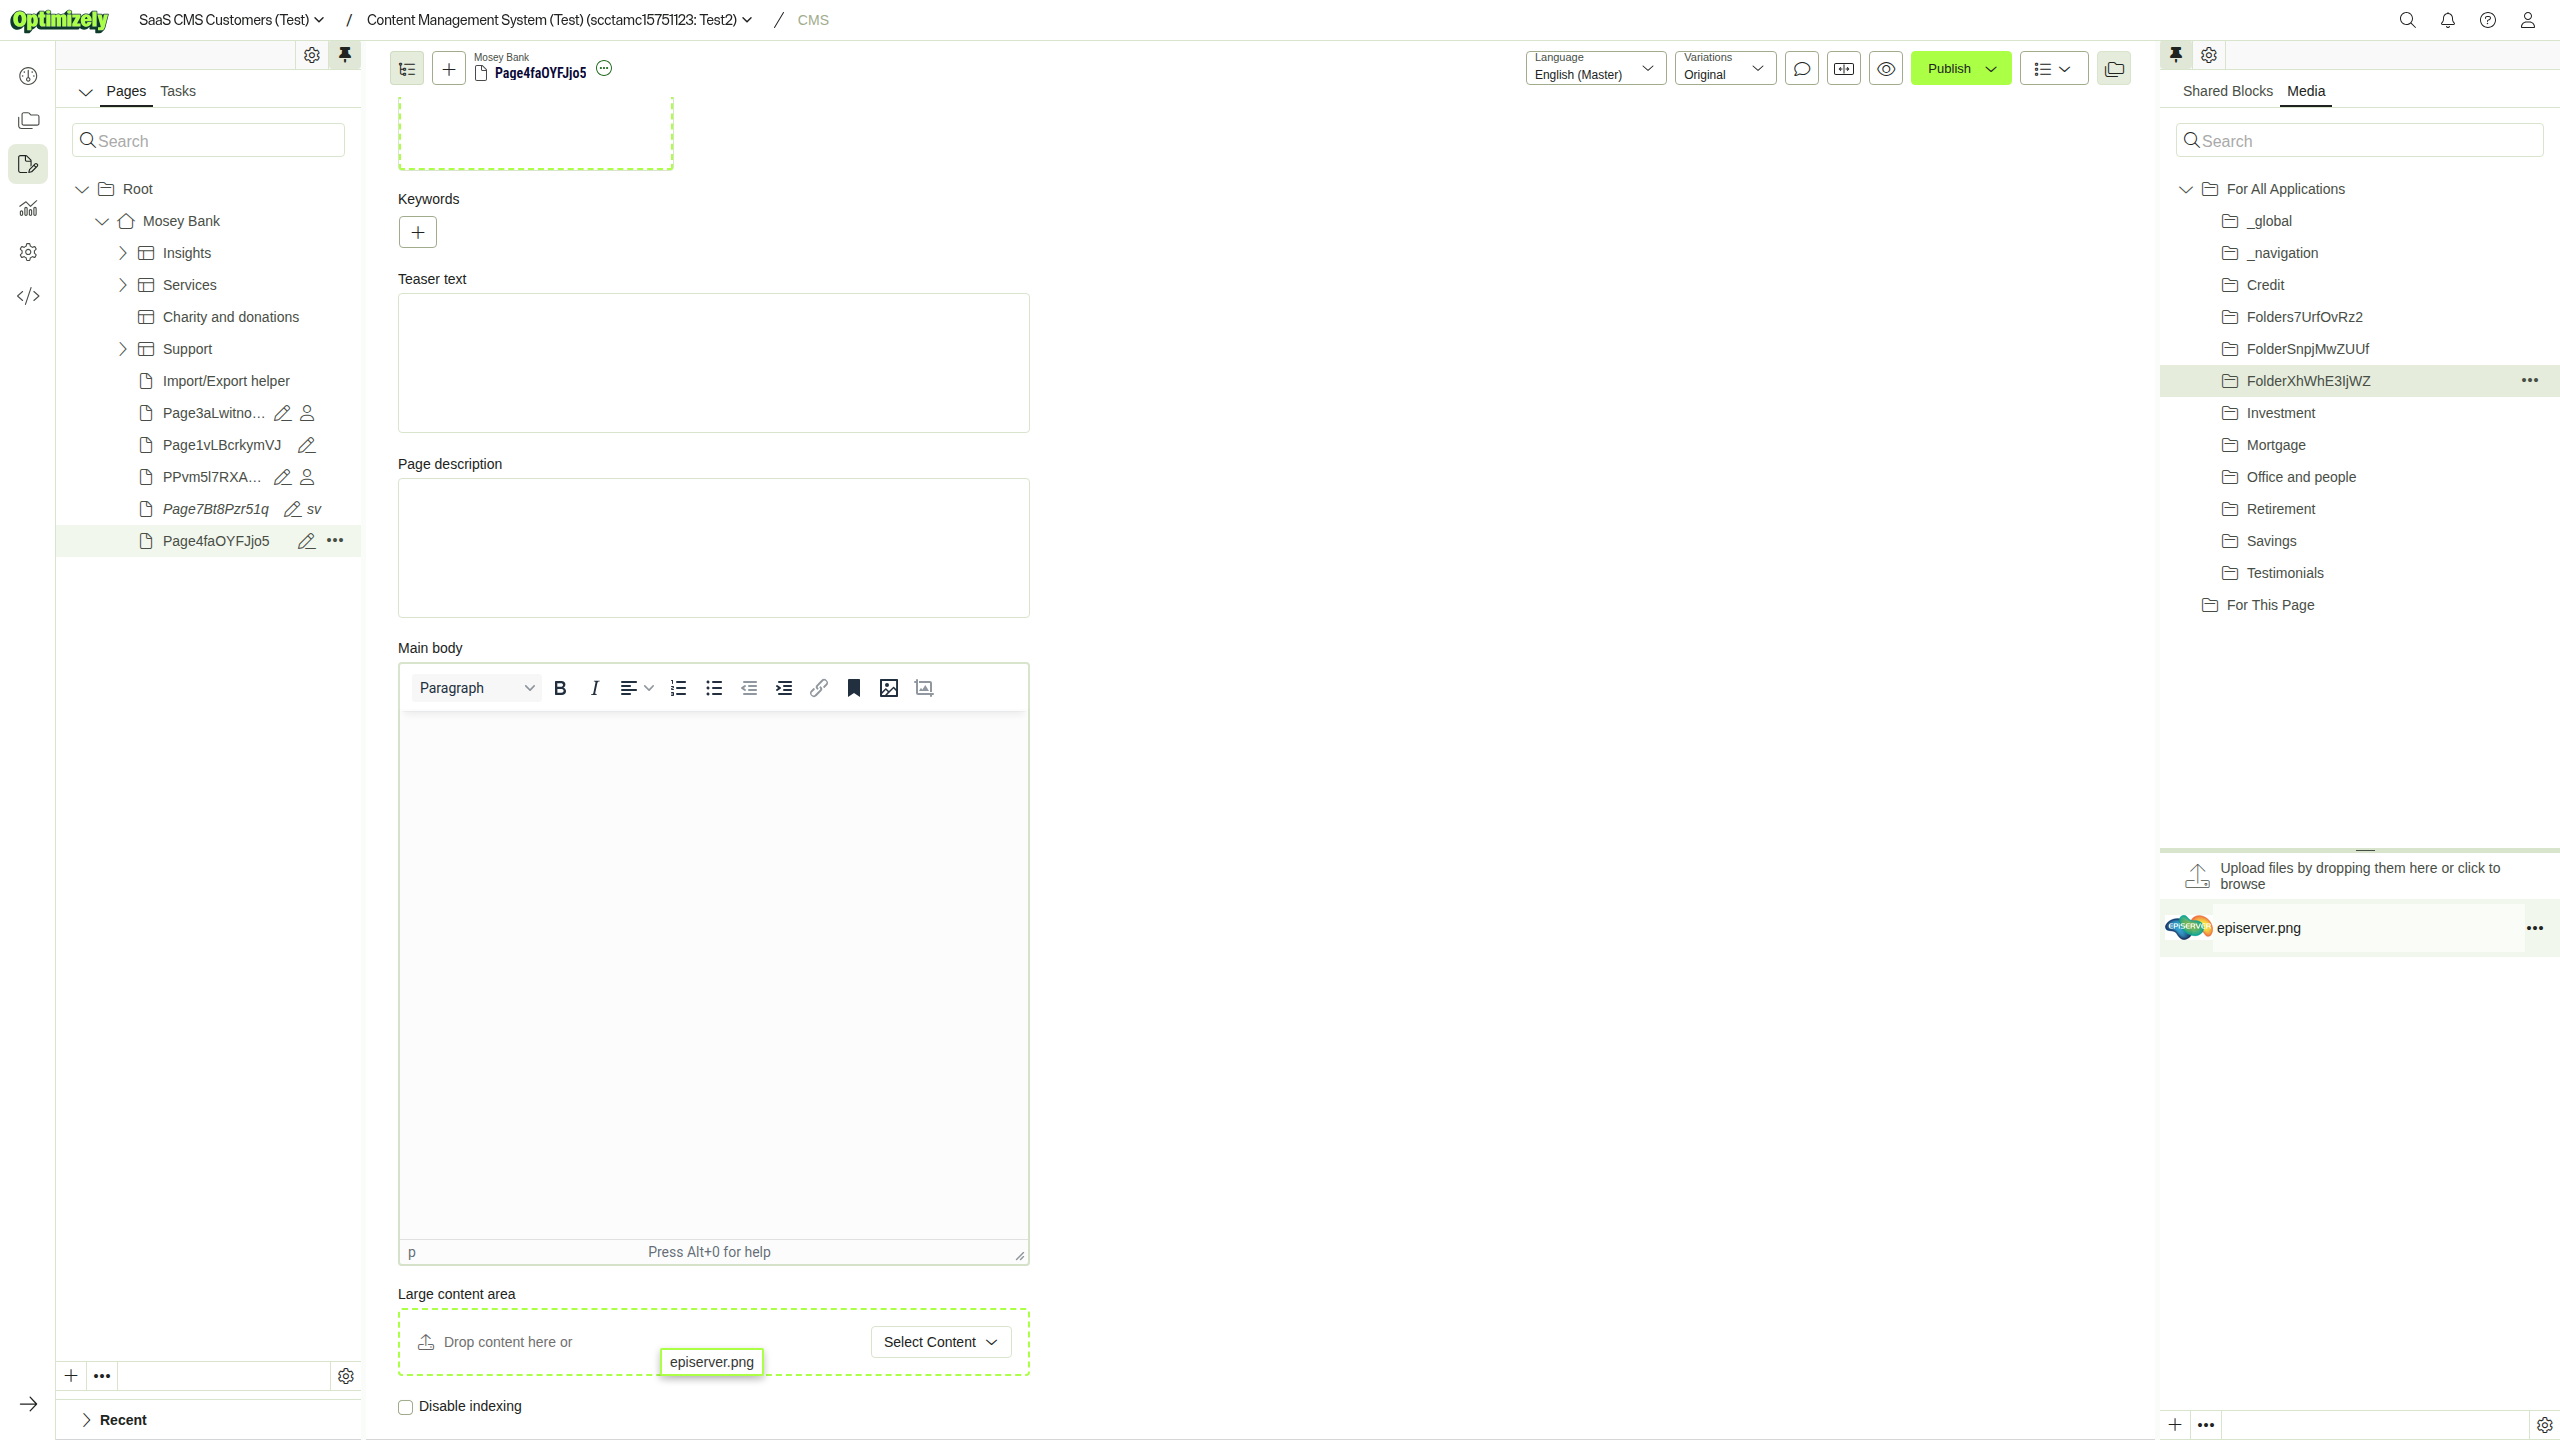 Optimizely
SaaS CMS Customers (Test)
/
Content Management System (Test) (scctamc15751123: Test2)
/
CMS
Pages
Tasks
Search
Root
Mosey Bank
Insights
Services
Charity and donations
Support
Import/Export helper
Page3aLwitno...
Page1vLBcrkymVJ
PPvm5l7RXA...
Page7Bt8Pzr51q
sv
Page4faOYFJjo5
Recent
Mosey Bank
Page4faOYFJjo5
Language
English (Master)
Variations
Original
Publish
Keywords
Teaser text
Page description
Main body
Paragraph
B
I
p
Press Alt+0 for help
Large content area
Drop content here or
Select Content
episerver.png
Disable indexing
Shared Blocks
Media
Search
For All Applications
_global
_navigation
Credit
Folders7UrfOvRz2
FolderSnpjMwZUUf
FolderXhWhE3IjWZ
Investment
Mortgage
Office and people
Retirement
Savings
Testimonials
For This Page
Upload files by dropping them here or click to
browse
EPISERVER
episerver.png